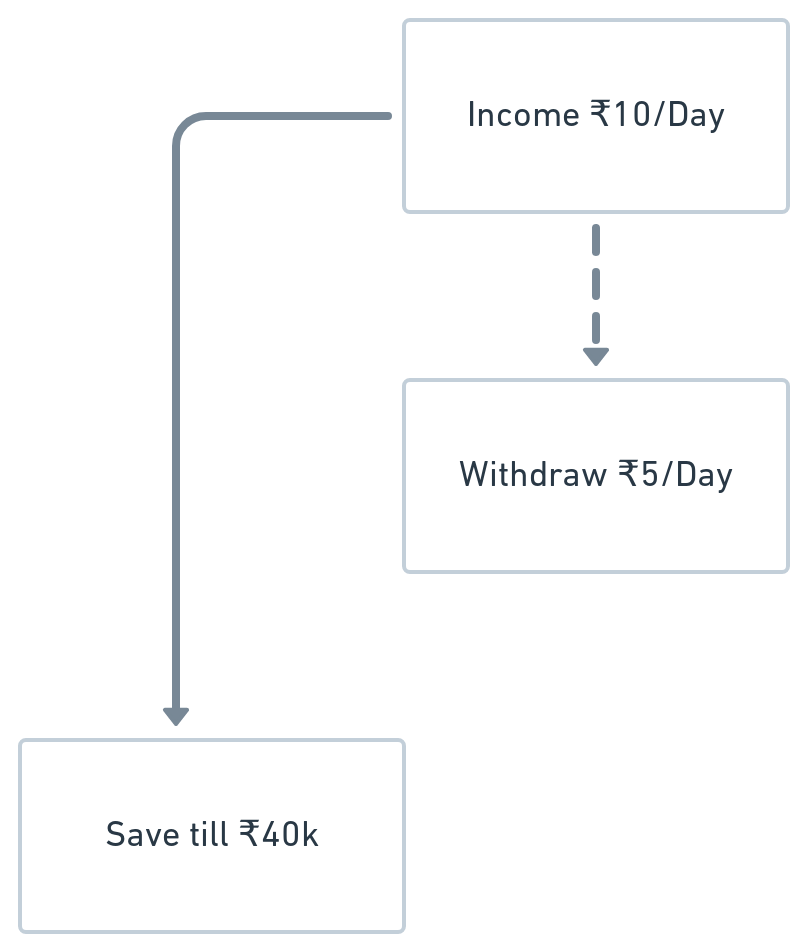 Income ₹10/Day
Withdraw ₹5/Day
Save till ₹40k